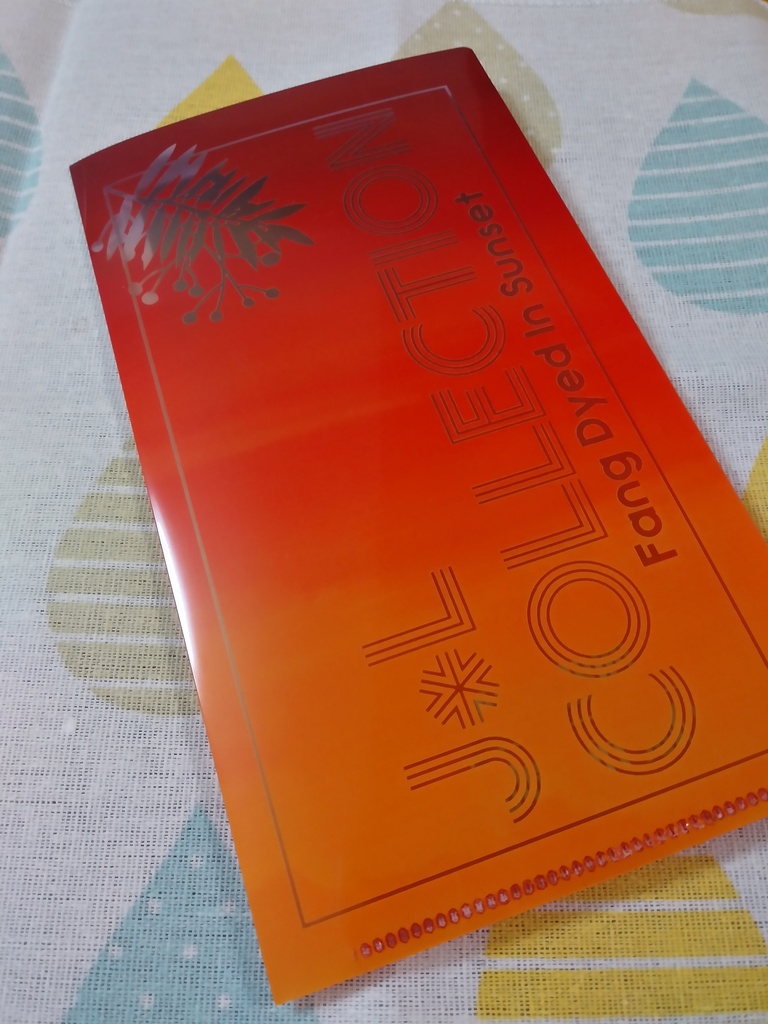 J*L
COLLECTION
Fang Dyed In Sunset